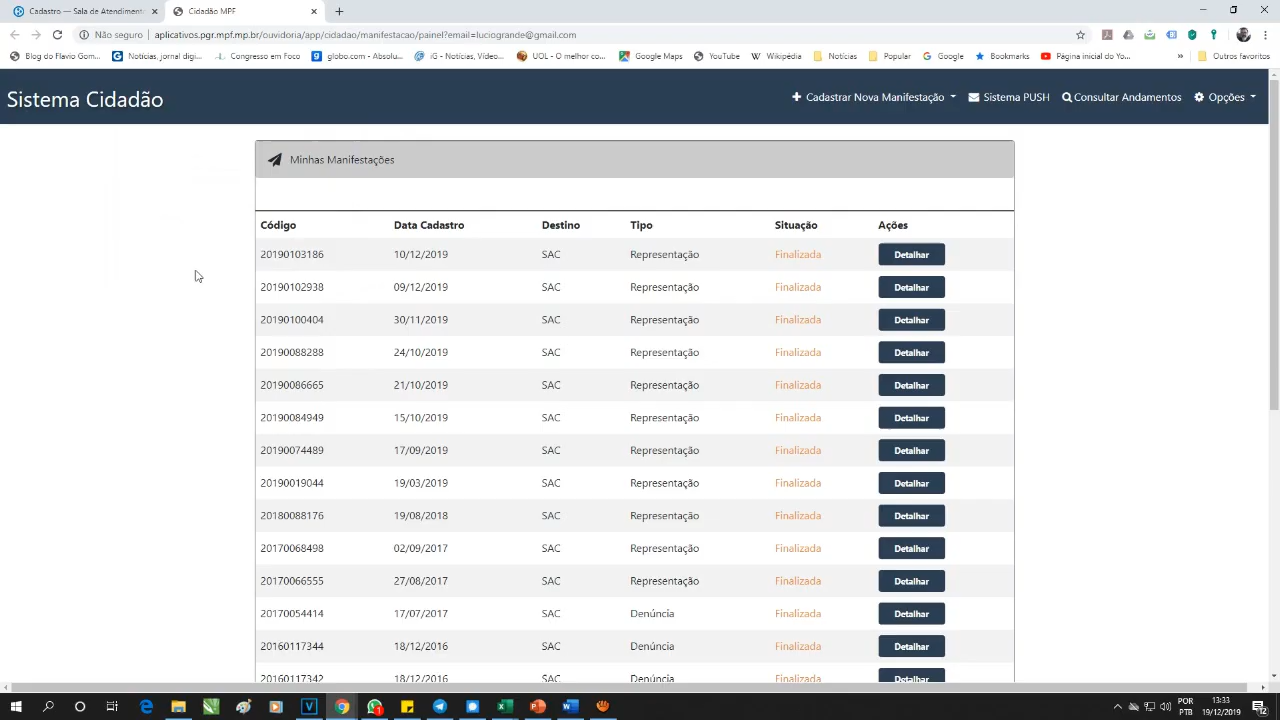 Cadastro — Sala de Atendimento
Cidadão MPF
Não seguro
aplicativos.pgr.mpf.mp.br/ouvidoria/app/cidadao/manifestacao/painel?email=luciogrande@gmail.com
Blog do Flavio Gom... Notícias, jornal digi... Congresso em Foco globo.com - Absolu... iG - Notícias, Vídeo... UOL - O melhor co... Google Maps YouTube Wikipédia Notícias Popular Google Bookmarks Página inicial do Yo... » Outros favoritos
Sistema Cidadão
Cadastrar Nova Manifestação Sistema PUSH Consultar Andamentos Opções
Minhas Manifestações
Código Data Cadastro Destino Tipo Situação Ações
20190103186 10/12/2019 SAC Representação Finalizada Detalhar
20190102938 09/12/2019 SAC Representação Finalizada Detalhar
20190100404 30/11/2019 SAC Representação Finalizada Detalhar
20190088288 24/10/2019 SAC Representação Finalizada Detalhar
20190086665 21/10/2019 SAC Representação Finalizada Detalhar
20190084949 15/10/2019 SAC Representação Finalizada Detalhar
20190074489 17/09/2019 SAC Representação Finalizada Detalhar
20190019044 19/03/2019 SAC Representação Finalizada Detalhar
20180088176 19/08/2018 SAC Representação Finalizada Detalhar
20170068498 02/09/2017 SAC Representação Finalizada Detalhar
20170066555 27/08/2017 SAC Representação Finalizada Detalhar
20170054414 17/07/2017 SAC Denúncia Finalizada Detalhar
20160117344 18/12/2016 SAC Denúncia Finalizada Detalhar
20160117342 18/12/2016 SAC Denúncia Finalizada Detalhar
POR 13:33
PTB 19/12/2019 12